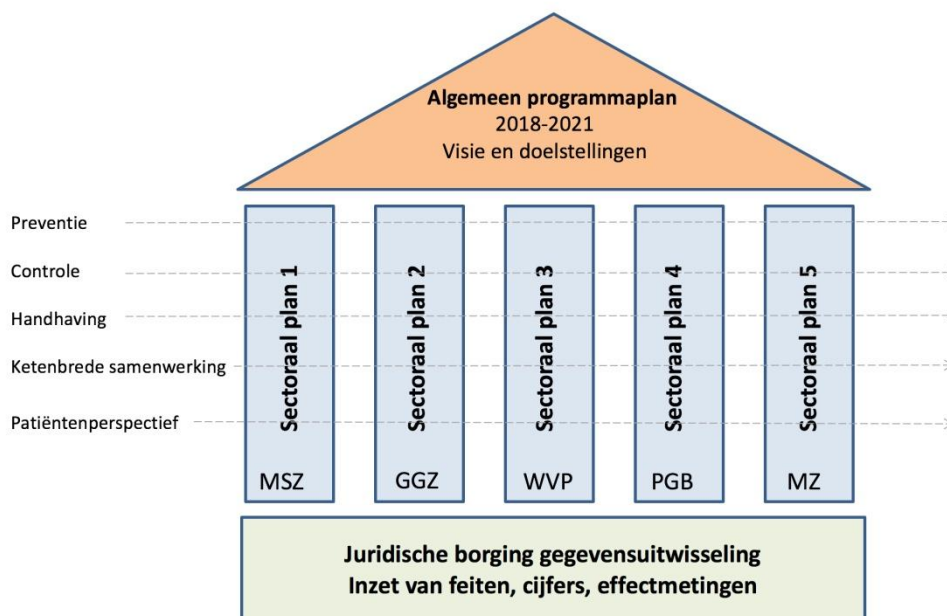 Algemeen programmaplan
2018-2021
Visie en doelstellingen
Preventie
Controle
Handhaving
Ketenbrede samenwerking
Patiëntenperspectief
Sectoraal plan 1
MSZ
Sectoraal plan 2
GGZ
Sectoraal plan 3
WVP
Sectoraal plan 4
PGB
Sectoraal plan 5
MZ
Juridische borging gegevensuitwisseling
Inzet van feiten, cijfers, effectmetingen